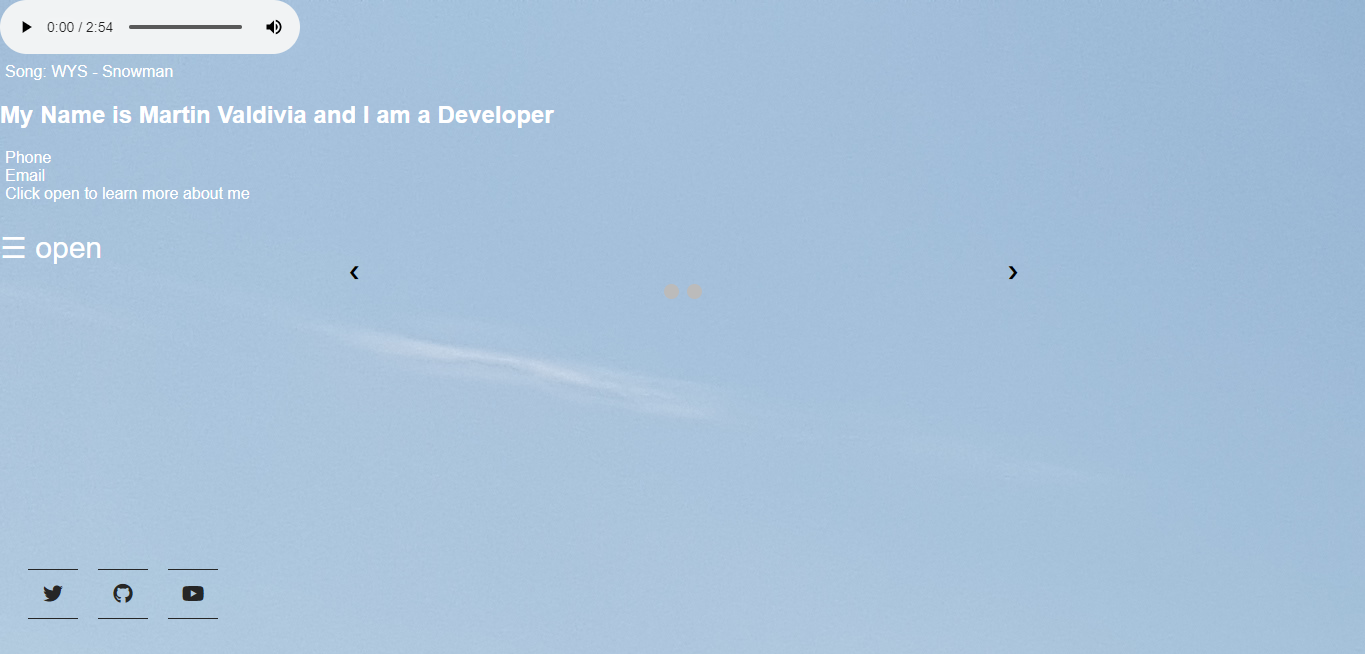 0:00 / 2:54
Song: WYS - Snowman
My Name is Martin Valdivia and I am a Developer
Phone
Email
Click open to learn more about me
☰ open
❮ ❯